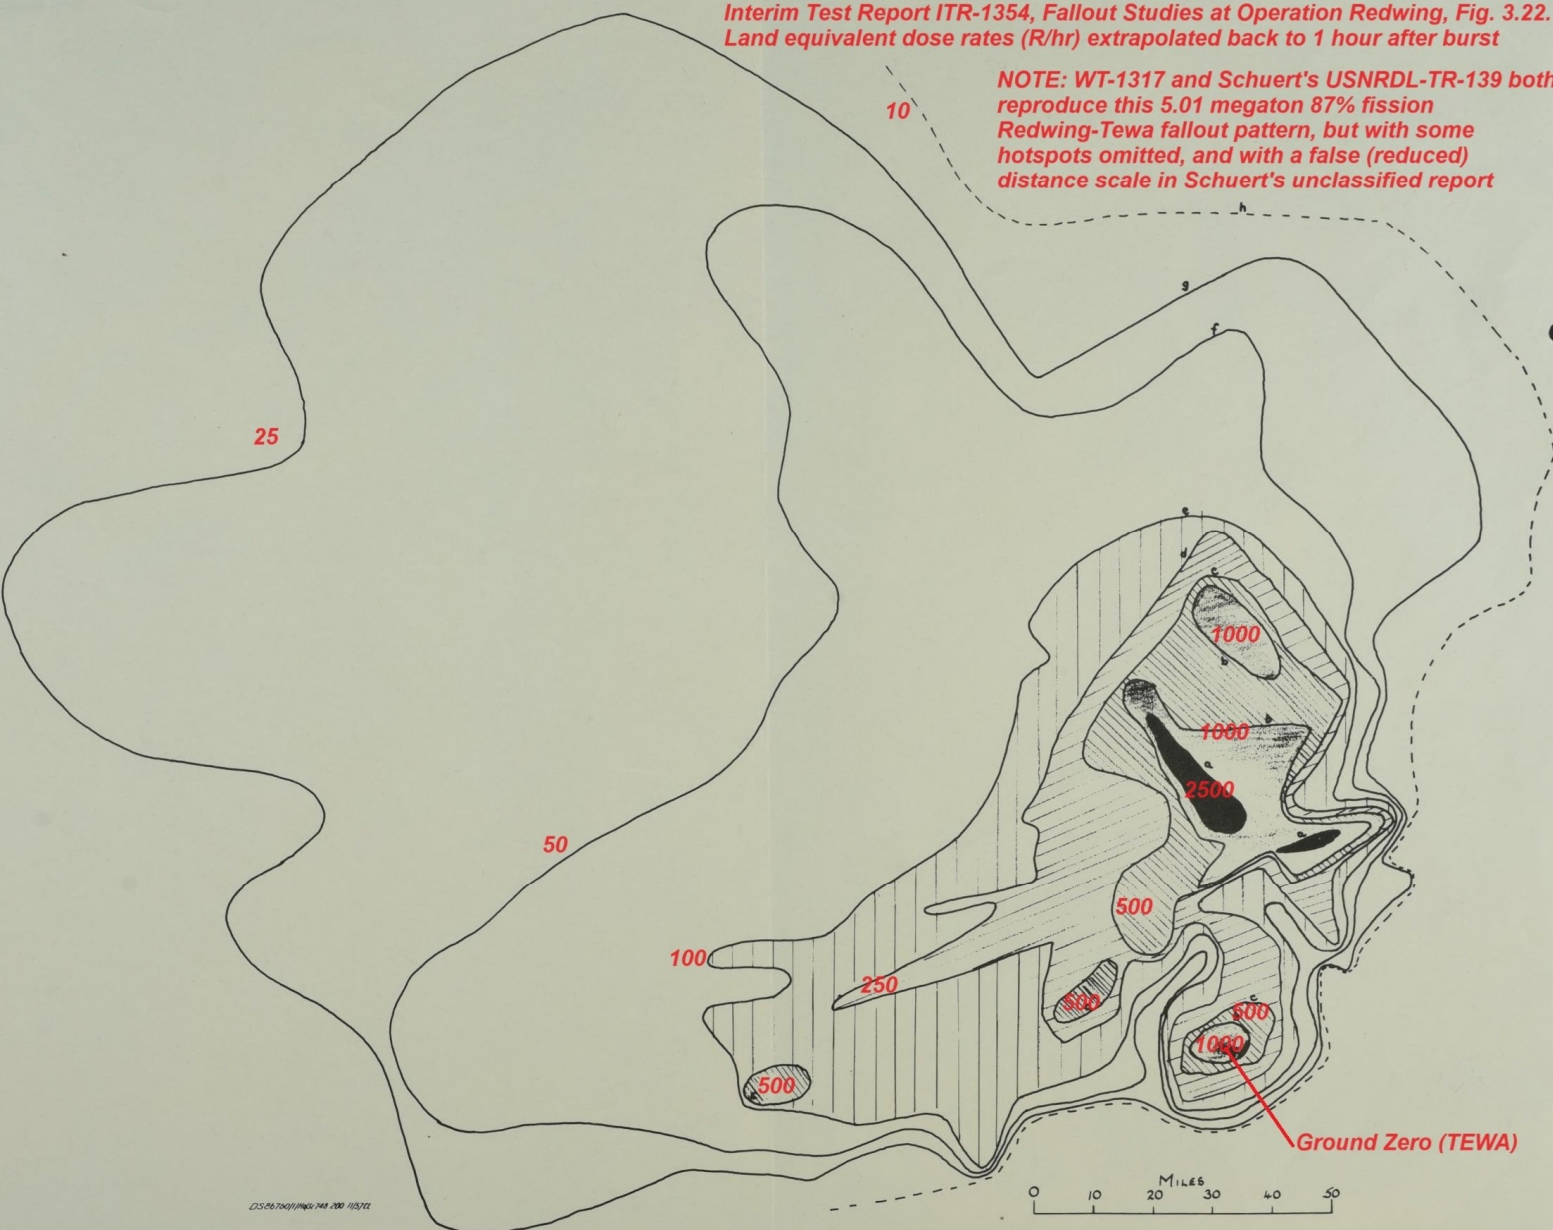 Interim Test Report ITR-1354, Fallout Studies at Operation Redwing, Fig. 3.22.
Land equivalent dose rates (R/hr) extrapolated back to 1 hour after burst
NOTE: WT-1317 and Schuert's USNRDL-TR-139 both
reproduce this 5.01 megaton 87% fission
Redwing-Tewa fallout pattern, but with some
hotspots omitted, and with a false (reduced)
distance scale in Schuert's unclassified report
10
h
g
f
25
e
d
c
1000
b
b
1000
a
2500
a
50
500
100
250
500
c
500
1000
500
Ground Zero (TEWA)
MILES
0 10 20 30 40 50